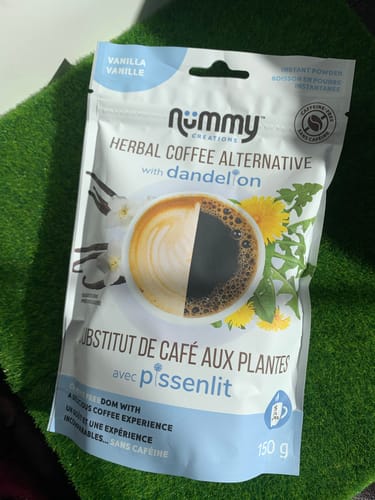 VANILLA
VANILLE
INSTANT POWDER
BOISSON EN POUDRE
INSTANTANÉE
CAFFEINE-FREE
SANS CAFÉINE
nümmy™
CREATIONS
HERBAL COFFEE ALTERNATIVE
with dandelion
UBSTITUT DE CAFÉ AUX PLANTES
avec pissenlit
DOM WITH
A DELICIOUS COFFEE EXPERIENCE
UN GOÛT ET UNE EXPÉRIENCE
SANS CAFÉINE
150 g